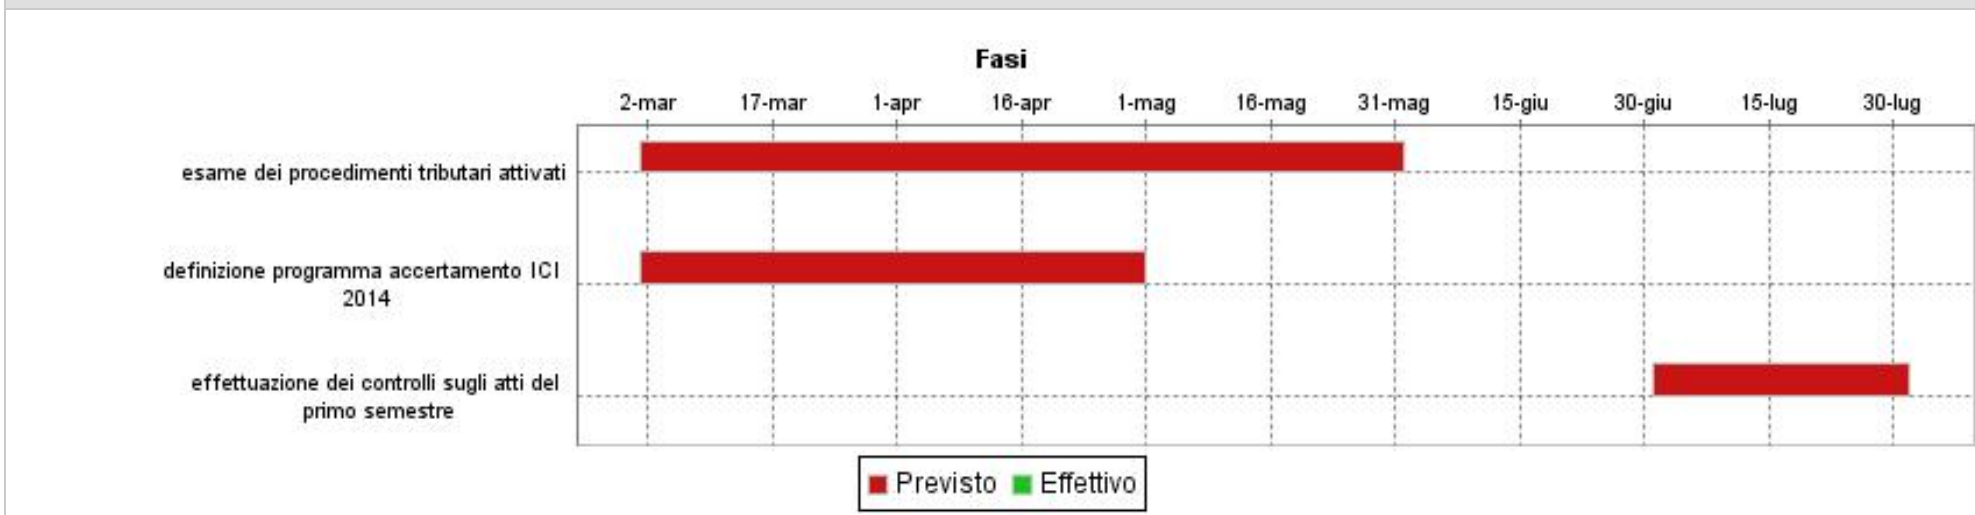 Fasi
2-mar 17-mar 1-apr 16-apr 1-mag 16-mag 31-mag 15-giu 30-giu 15-lug 30-lug
esame dei procedimenti tributari attivati
definizione programma accertamento ICI
2014
effettuazione dei controlli sugli atti del
primo semestre
Previsto Effettivo